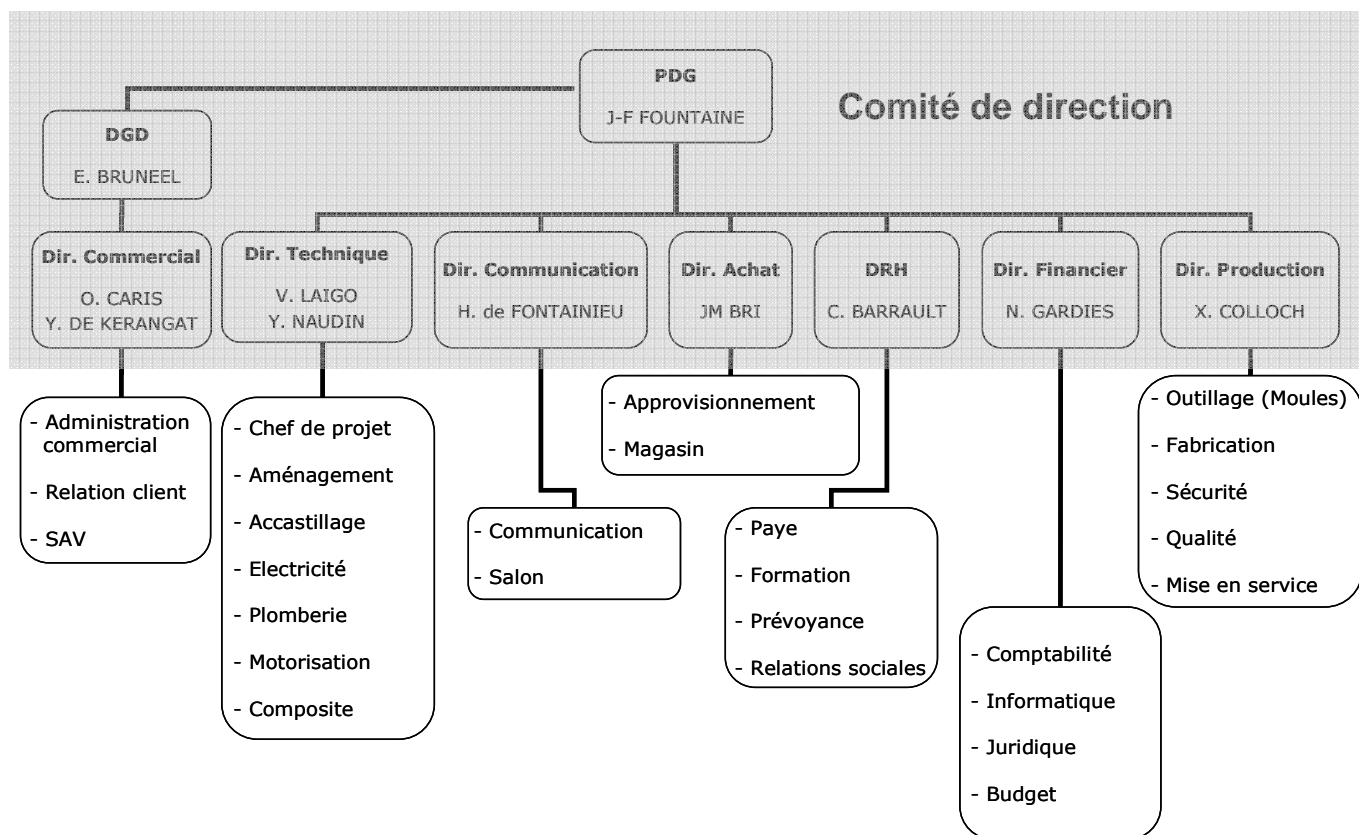 PDG
J-F FOUNTAINE
Comité de direction
DGD
E. BRUNEEL
Dir. Commercial
O. CARIS
Y. DE KERANGAT
Dir. Technique
V. LAIGO
Y. NAUDIN
Dir. Communication
H. de FONTAINIEU
Dir. Achat
JM BRI
DRH
C. BARRAULT
Dir. Financier
N. GARDIES
Dir. Production
X. COLLOCH
- Administration
commercial
- Relation client
- SAV
- Chef de projet
- Aménagement
- Accastillage
- Electricité
- Plomberie
- Motorisation
- Composite
- Communication
- Salon
- Approvisionnement
- Magasin
- Paye
- Formation
- Prévoyance
- Relations sociales
- Comptabilité
- Informatique
- Juridique
- Budget
- Outillage (Moules)
- Fabrication
- Sécurité
- Qualité
- Mise en service